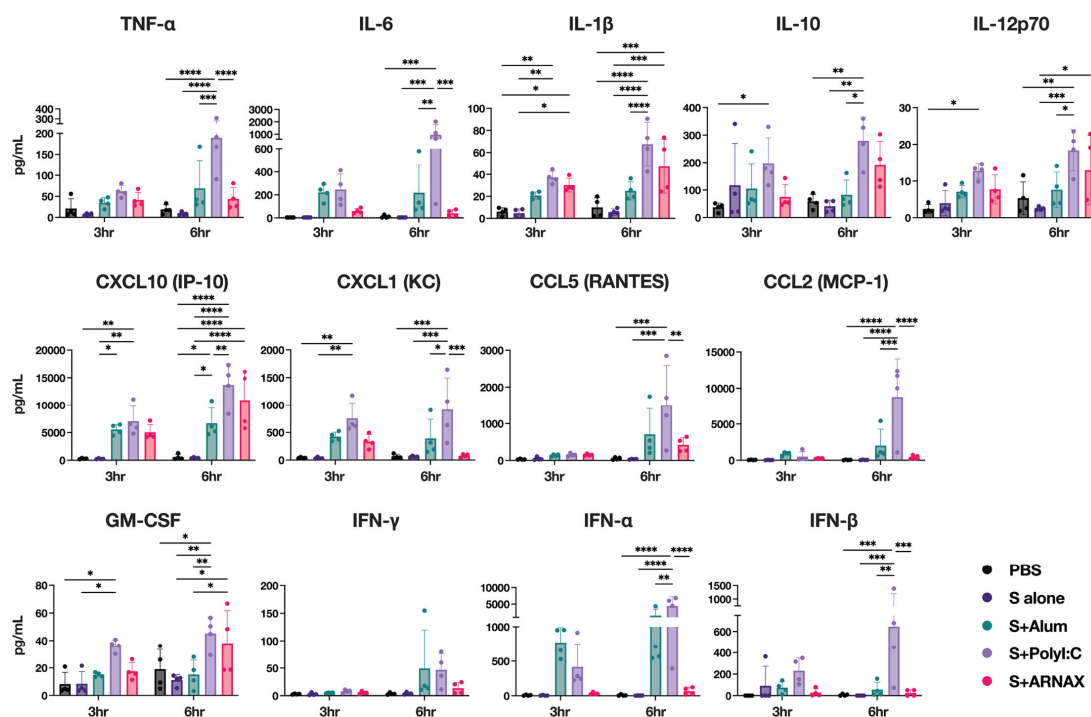 TNF-α IL-6 IL-1β IL-10 IL-12p70
**** **** *** **** *** *** *** ** ** ** * * *** *** **** **** **** * ** ** * * * ** *** *
pg/mL
400 300 200 200 150 100 50 0
3000 2000 1000 600 400 200 0
100 80 60 40 20 0
400 300 200 100 0
30 20 10 0
3hr 6hr 3hr 6hr 3hr 6hr 3hr 6hr 3hr 6hr
CXCL10 (IP-10) CXCL1 (KC) CCL5 (RANTES) CCL2 (MCP-1)
** ** * **** **** **** **** * ** * ** ** *** *** * *** *** *** ** **** **** *** ****
pg/mL
20000 15000 10000 5000 0
1500 1000 500 0
3000 2000 1000 0
15000 10000 5000 0
3hr 6hr 3hr 6hr 3hr 6hr 3hr 6hr
GM-CSF IFN-γ IFN-α IFN-β
* * * ** ** * * **** **** ** **** *** *** ** ***
pg/mL
80 60 40 20 0
200 150 100 50 0
10000 5000 1000 500 0
1500 1000 500 600 400 200 0
3hr 6hr 3hr 6hr 3hr 6hr 3hr 6hr
PBS
S alone
S+Alum
S+PolyI:C
S+ARNAX